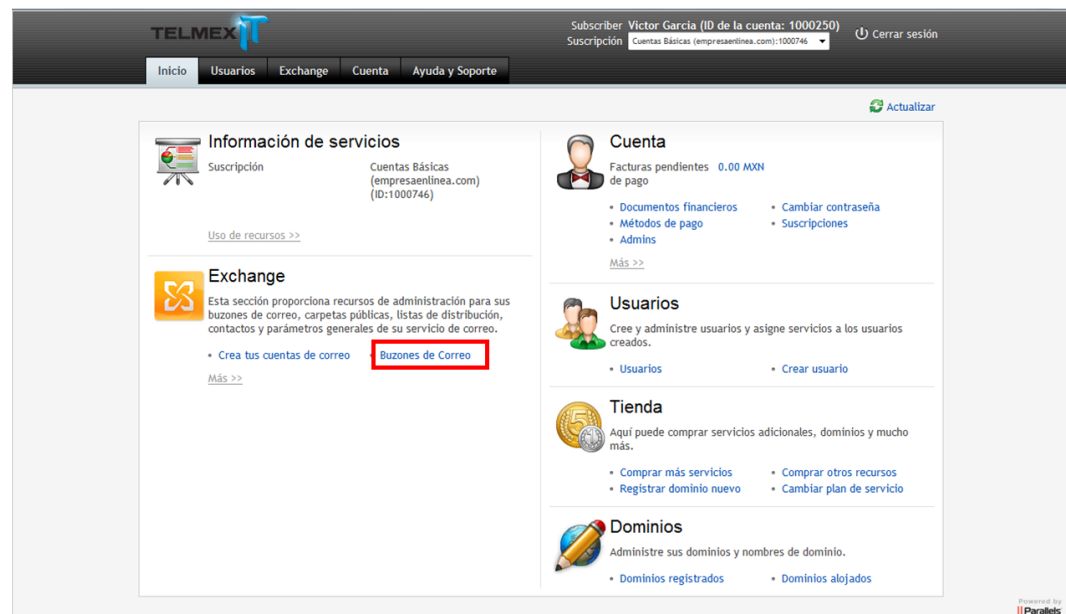 TELMEX IT
Subscriber Victor Garcia (ID de la cuenta: 1000250)
Suscripción Cuentas Básicas (empresaenlinea.com):1000746
Cerrar sesión
Inicio Usuarios Exchange Cuenta Ayuda y Soporte
Actualizar
Información de servicios
Suscripción Cuentas Básicas
(empresaenlinea.com)
(ID:1000746)
Uso de recursos >>
Exchange
Esta sección proporciona recursos de administración para sus
buzones de correo, carpetas públicas, listas de distribución,
contactos y parámetros generales de su servicio de correo.
• Crea tus cuentas de correo • Buzones de Correo
Más >>
Cuenta
Facturas pendientes 0.00 MXN
de pago
• Documentos financieros • Cambiar contraseña
• Métodos de pago • Suscripciones
• Admins
Más >>
Usuarios
Cree y administre usuarios y asigne servicios a los usuarios
creados.
• Usuarios • Crear usuario
Tienda
Aquí puede comprar servicios adicionales, dominios y mucho
más.
• Comprar más servicios • Comprar otros recursos
• Registrar dominio nuevo • Cambiar plan de servicio
Dominios
Administre sus dominios y nombres de dominio.
• Dominios registrados • Dominios alojados
Powered by
Parallels